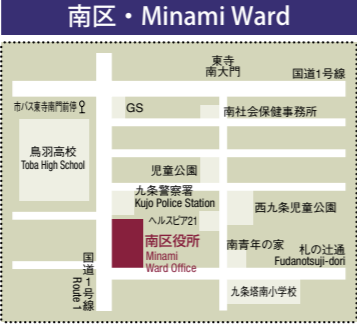 南区・Minami Ward
東寺
南大門
国道1号線
市バス東寺南門前停
GS
南社会保健事務所
鳥羽高校
Toba High School
児童公園
九条警察署
Kujo Police Station
西九条児童公園
ヘルスピア21
南区役所
Minami
Ward Office
南青年の家
札の辻通
Fudanotsuji-dori
国道1号線
Route 1
九条塔南小学校